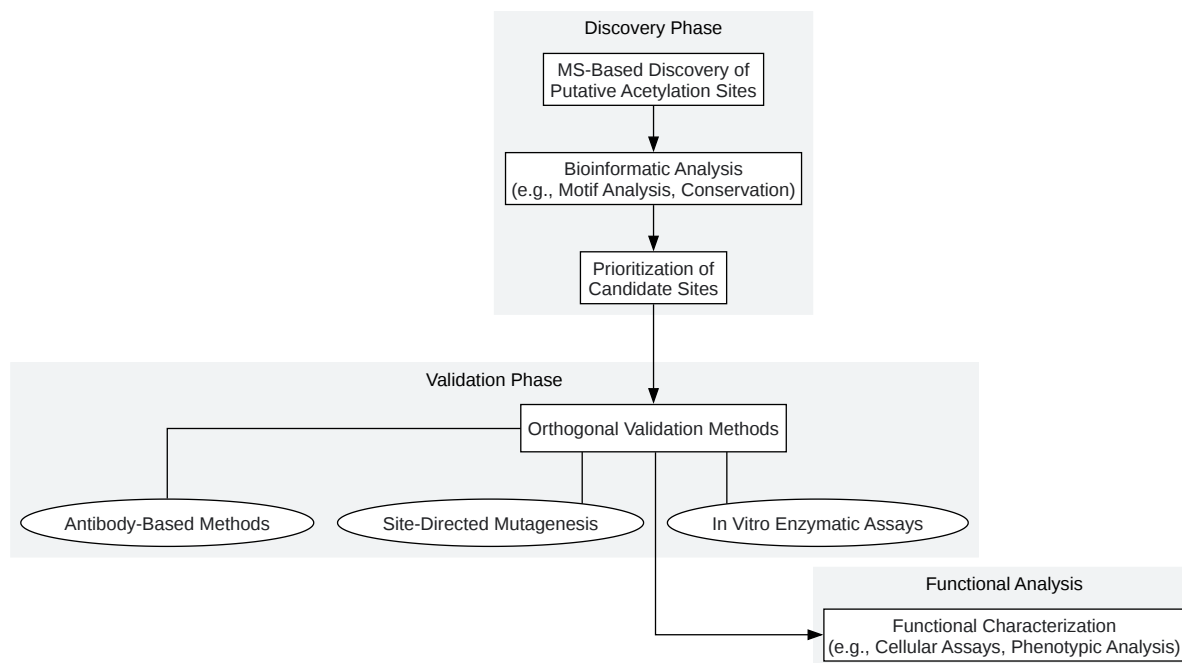 Discovery Phase
MS-Based Discovery of
Putative Acetylation Sites
Bioinformatic Analysis
(e.g., Motif Analysis, Conservation)
Prioritization of
Candidate Sites
Validation Phase
Orthogonal Validation Methods
Antibody-Based Methods
Site-Directed Mutagenesis
In Vitro Enzymatic Assays
Functional Analysis
Functional Characterization
(e.g., Cellular Assays, Phenotypic Analysis)